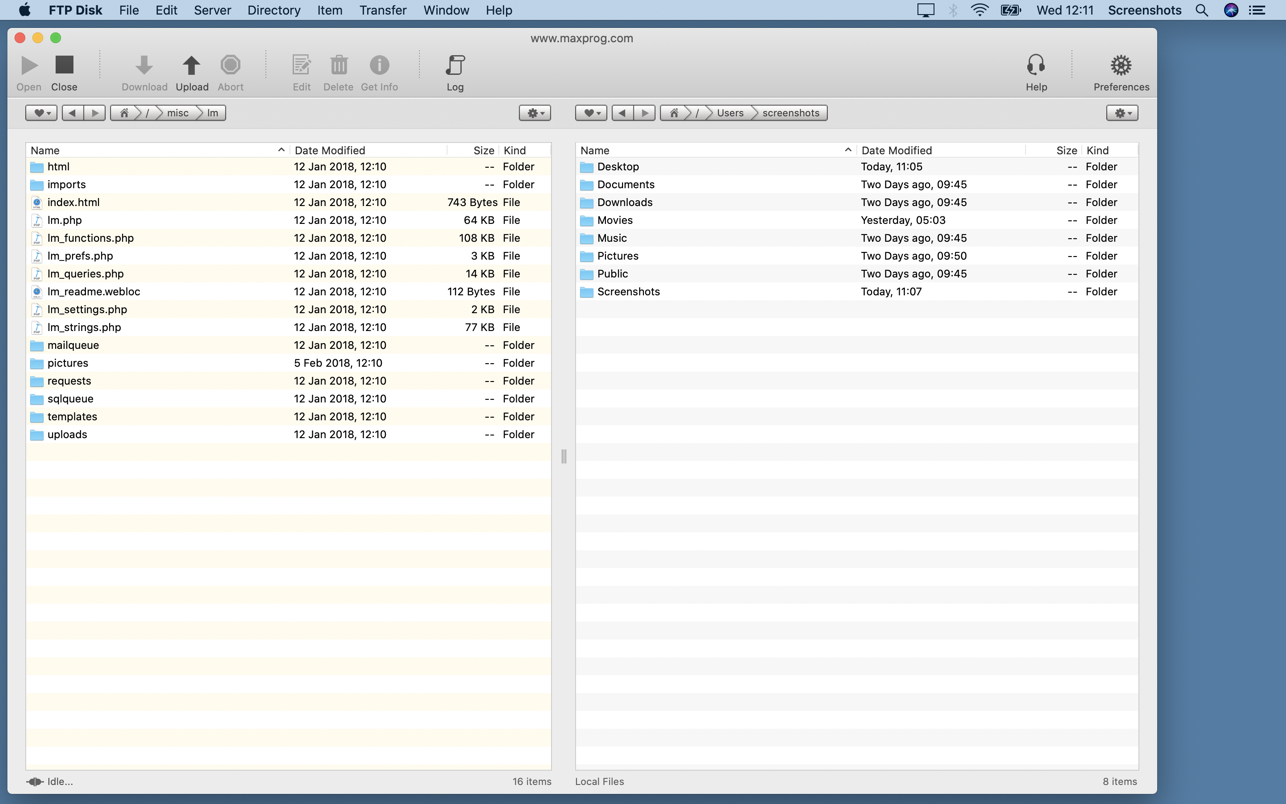 FTP Disk File Edit Server Directory Item Transfer Window Help Wed 12:11 Screenshots
www.maxprog.com
Open Close Download Upload Abort Edit Delete Get Info Log Help Preferences
/ misc lm / Users screenshots
Name Date Modified Size Kind Name Date Modified Size Kind
html 12 Jan 2018, 12:10 -- Folder Desktop Today, 11:05 -- Folder
imports 12 Jan 2018, 12:10 -- Folder Documents Two Days ago, 09:45 -- Folder
index.html 12 Jan 2018, 12:10 743 Bytes File Downloads Two Days ago, 09:45 -- Folder
lm.php 12 Jan 2018, 12:10 64 KB File Movies Yesterday, 05:03 -- Folder
lm_functions.php 12 Jan 2018, 12:10 108 KB File Music Two Days ago, 09:45 -- Folder
lm_prefs.php 12 Jan 2018, 12:10 3 KB File Pictures Two Days ago, 09:50 -- Folder
lm_queries.php 12 Jan 2018, 12:10 14 KB File Public Two Days ago, 09:45 -- Folder
lm_readme.webloc 12 Jan 2018, 12:10 112 Bytes File Screenshots Today, 11:07 -- Folder
lm_settings.php 12 Jan 2018, 12:10 2 KB File
lm_strings.php 12 Jan 2018, 12:10 77 KB File
mailqueue 12 Jan 2018, 12:10 -- Folder
pictures 5 Feb 2018, 12:10 -- Folder
requests 12 Jan 2018, 12:10 -- Folder
sqlqueue 12 Jan 2018, 12:10 -- Folder
templates 12 Jan 2018, 12:10 -- Folder
uploads 12 Jan 2018, 12:10 -- Folder
Idle... 16 items Local Files 8 items